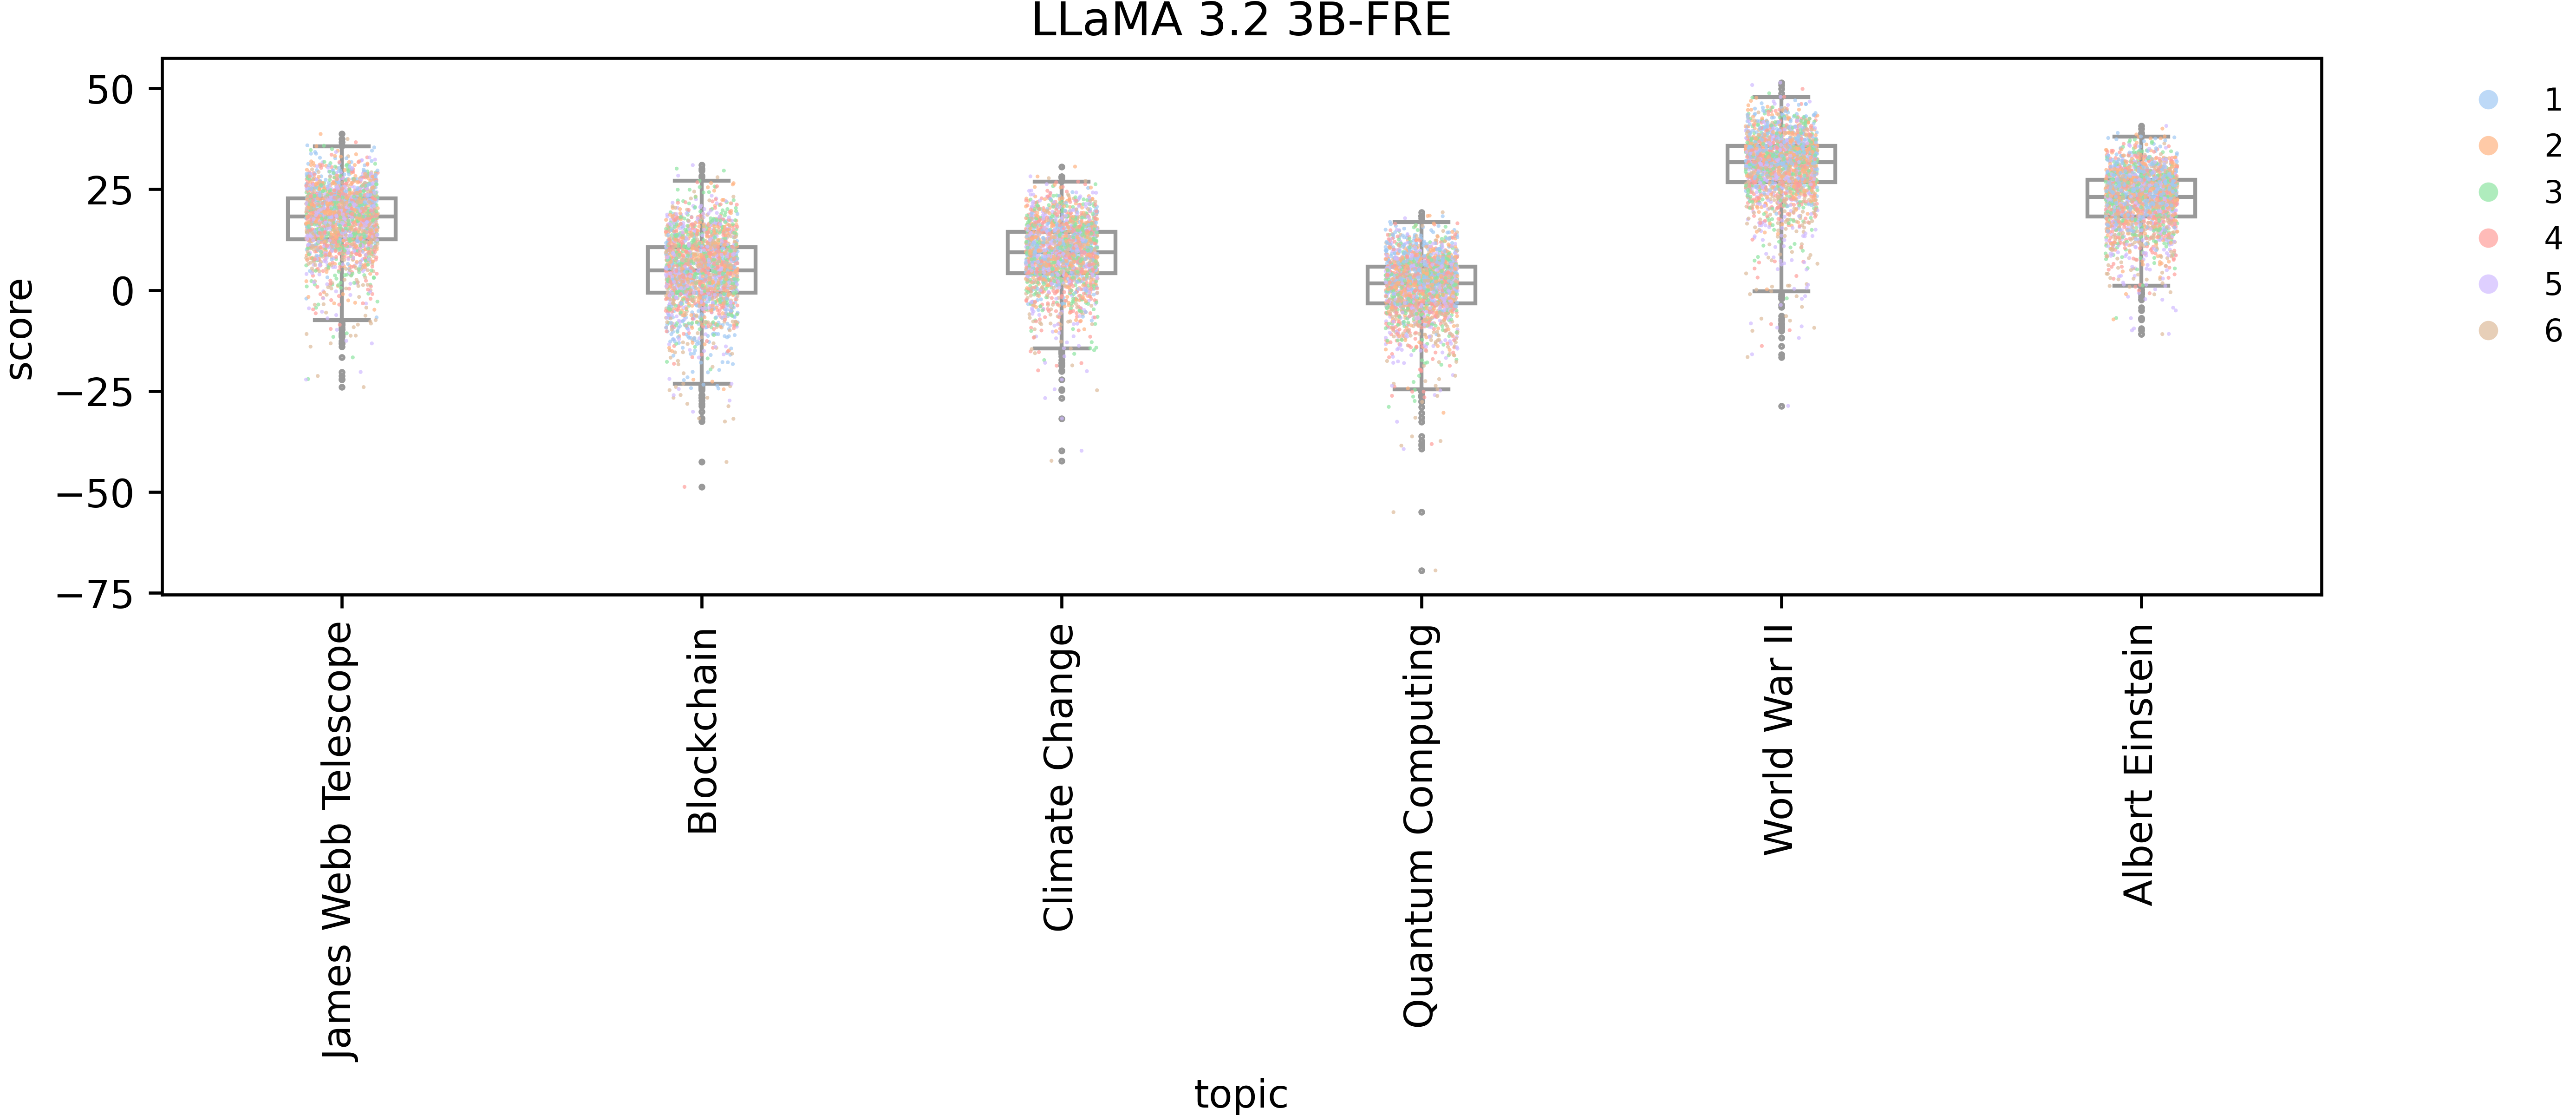 LLaMA 3.2 3B-FRE
score
50
25
0
−25
−50
−75
James Webb Telescope
Blockchain
Climate Change
Quantum Computing
World War II
Albert Einstein
topic
1
2
3
4
5
6